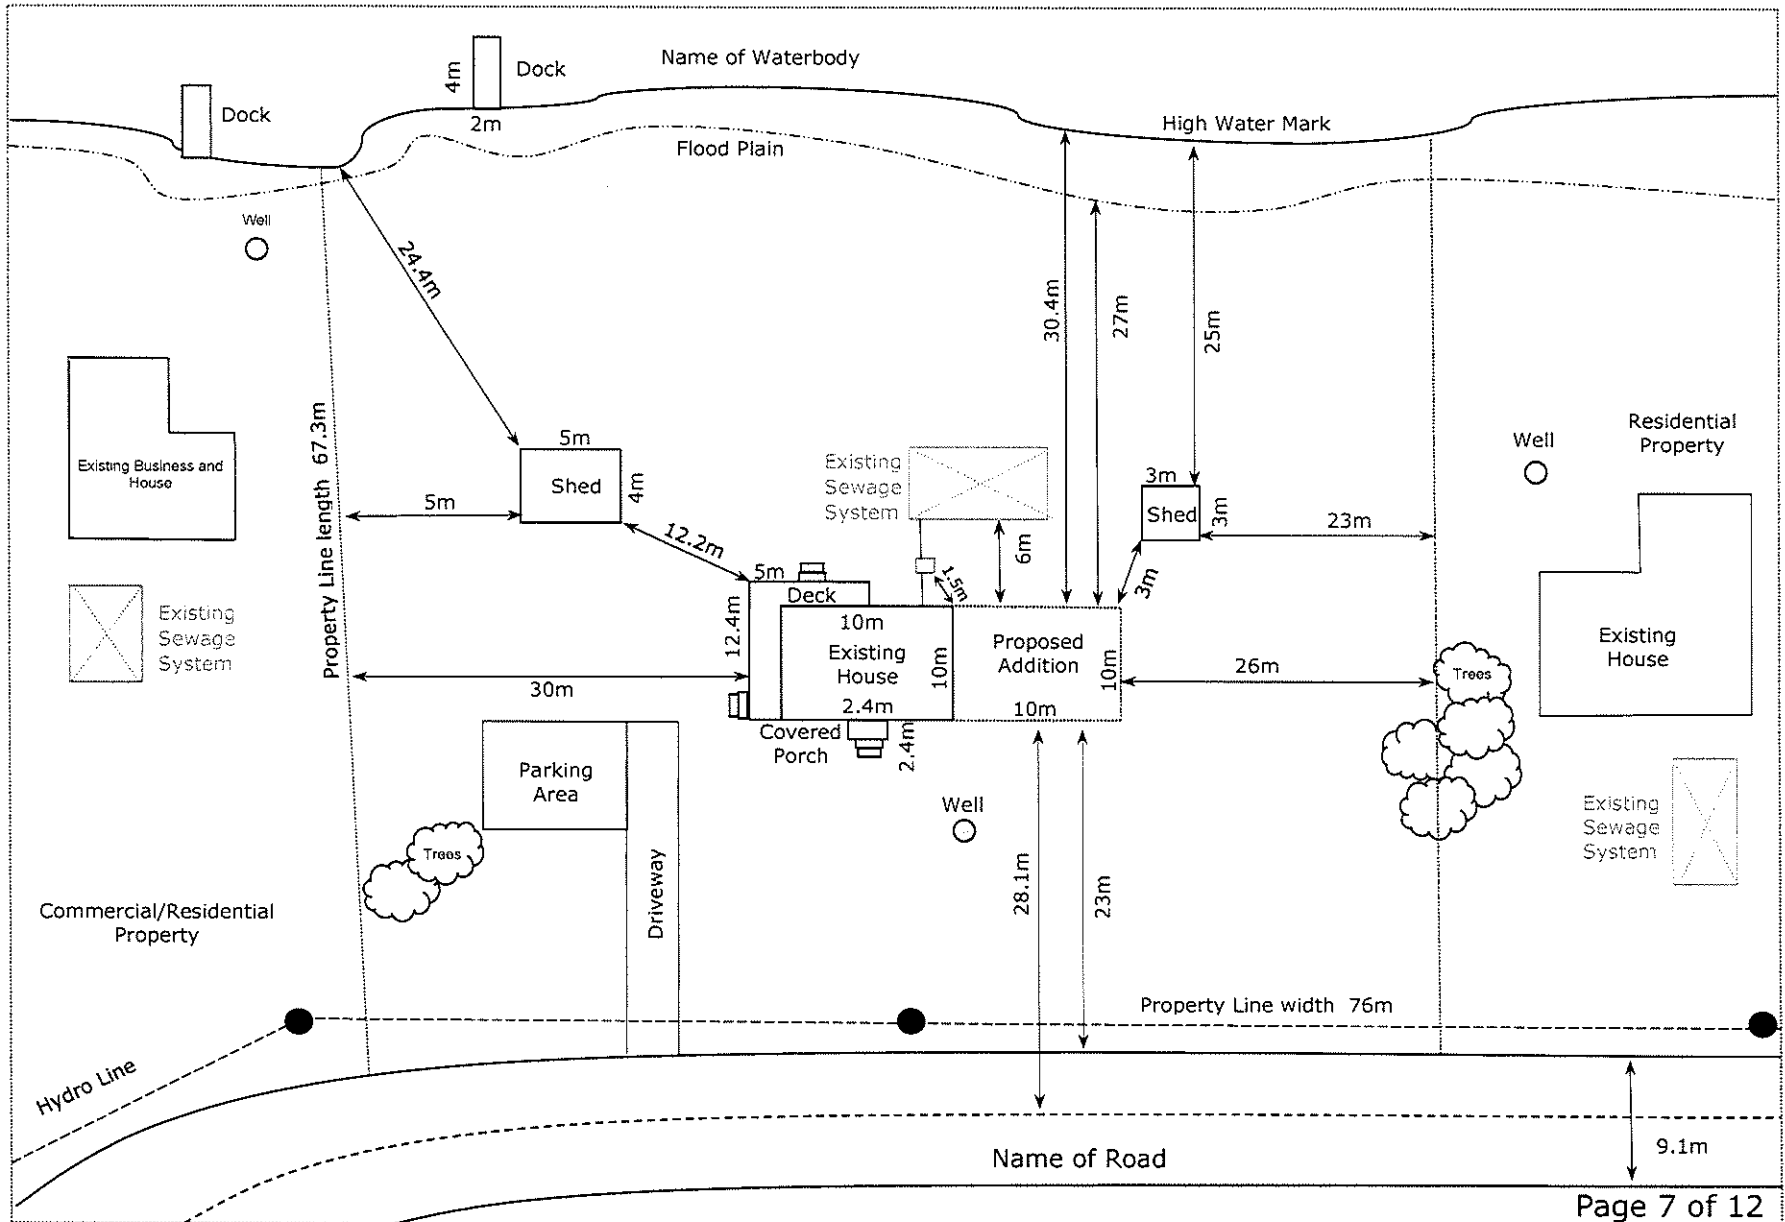 Name of Waterbody
4m
Dock
Dock
2m
High Water Mark
Flood Plain
Well
24.4m
30.4m
27m
25m
Property Line length 67.3m
Existing Business and
House
5m
Shed
4m
5m
12.2m
Existing
Sewage
System
6m
1.5m
3m
Shed
3m
3m
23m
Well
Residential
Property
Existing
Sewage
System
5m
Deck
12.4m
10m
Existing
House
10m
2.4m
Proposed
Addition
10m
10m
30m
26m
Trees
Existing
House
Covered
Porch
2.4m
Parking
Area
Driveway
Well
Trees
28.1m
23m
Existing
Sewage
System
Commercial/Residential
Property
Property Line width 76m
Hydro Line
Name of Road
9.1m
Page 7 of 12